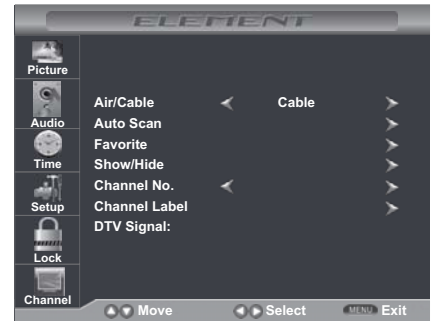 ELEMENT
Picture
Audio
Time
Setup
Lock
Channel
Air/Cable Cable
Auto Scan
Favorite
Show/Hide
Channel No.
Channel Label
DTV Signal:
Move Select MENU Exit